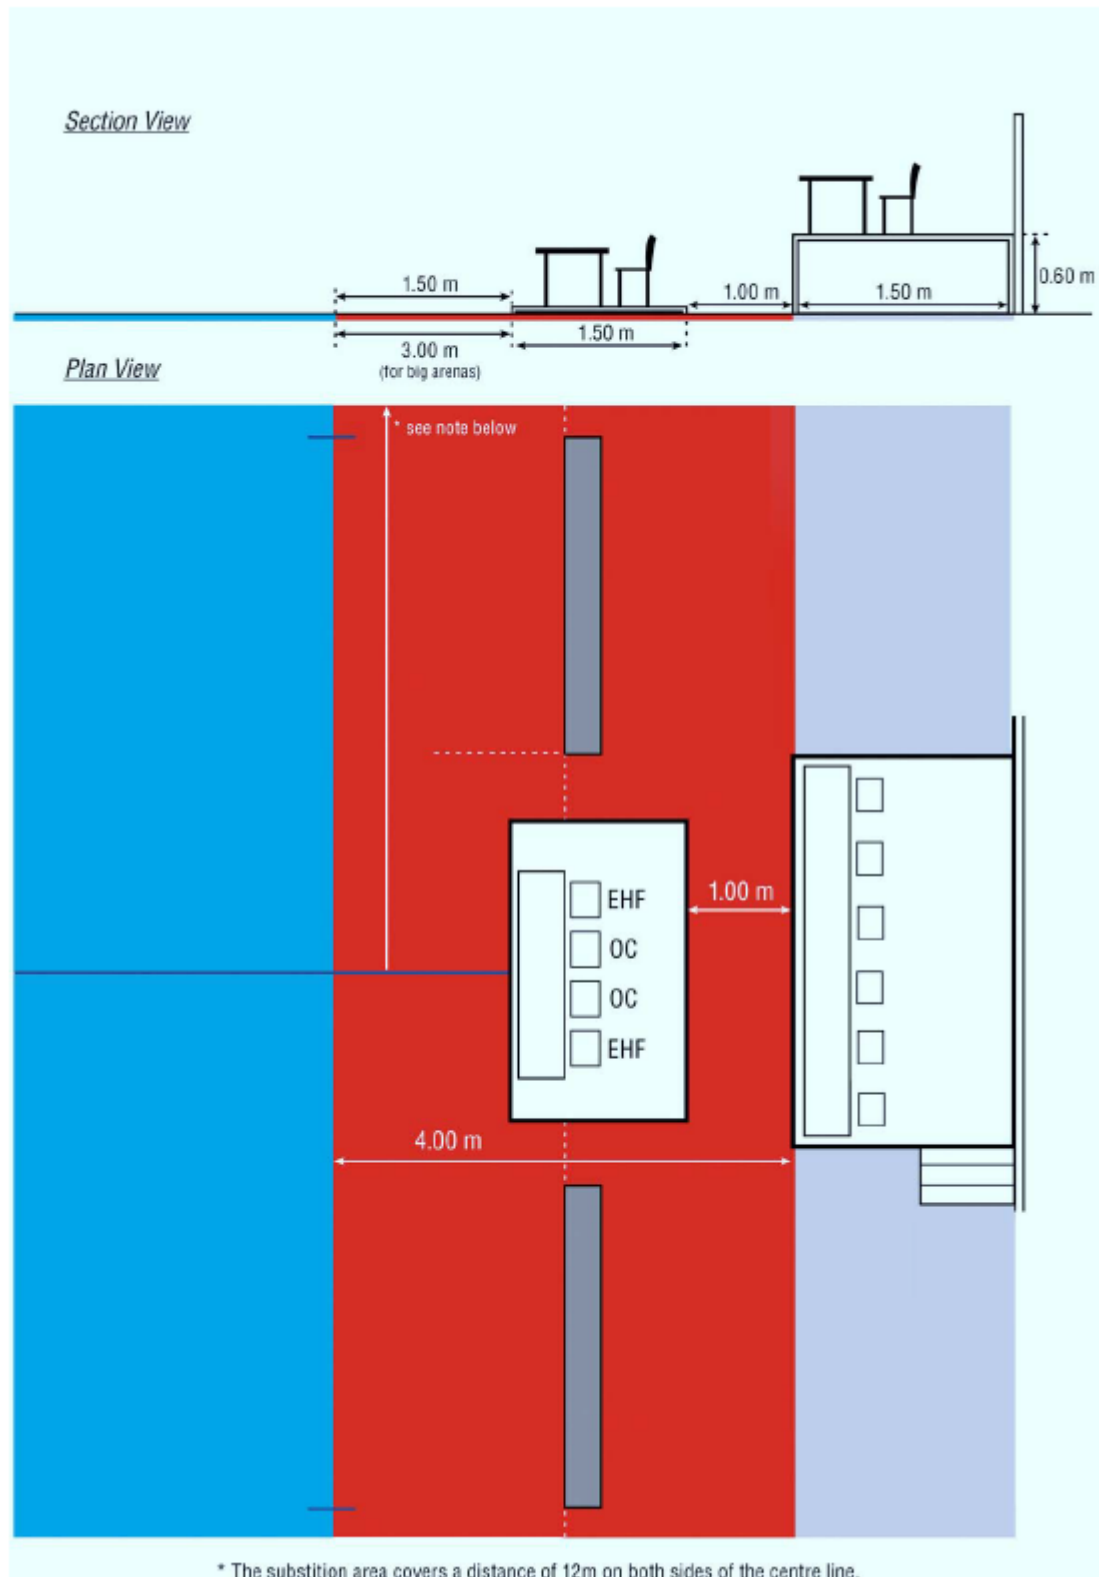 Section View
1.50 m
1.00 m
1.50 m
0.60 m
3.00 m
(for big arenas)
1.50 m
Plan View
* see note below
EHF
OC
OC
EHF
1.00 m
4.00 m
* The substition area covers a distance of 12m on both sides of the centre line.